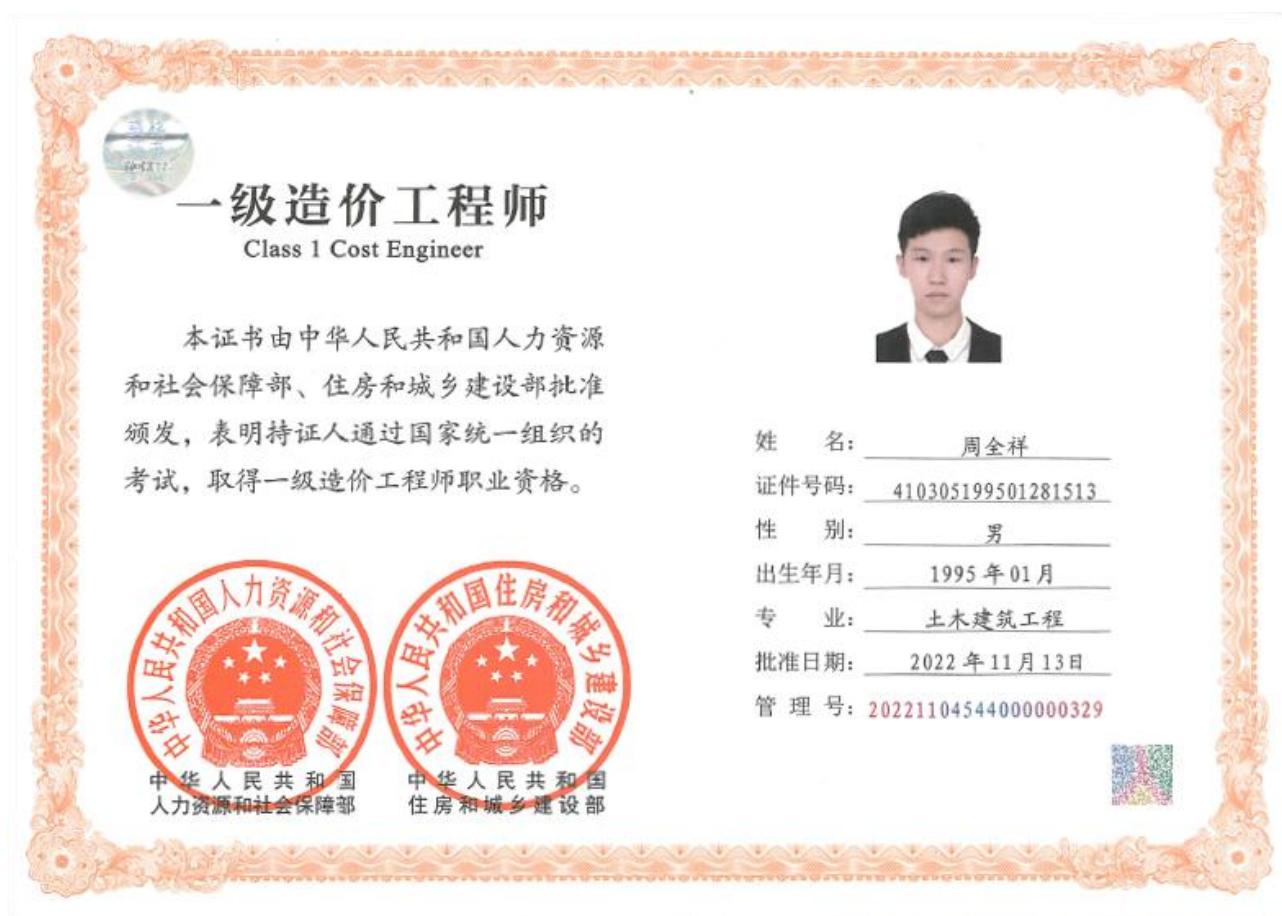 一级造价工程师
Class 1 Cost Engineer
本证书由中华人民共和国人力资源
和社会保障部、住房和城乡建设部批准
颁发，表明持证人通过国家统一组织的
考试，取得一级造价工程师职业资格。
中华人民共和国人力资源和社会保障部
中华人民共和国住房和城乡建设部
中华人民共和国
人力资源和社会保障部
中华人民共和国
住房和城乡建设部
姓名：周全祥
证件号码：410305199501281513
性别：男
出生年月：1995年01月
专业：土木建筑工程
批准日期：2022年11月13日
管理号：20221104544000000329